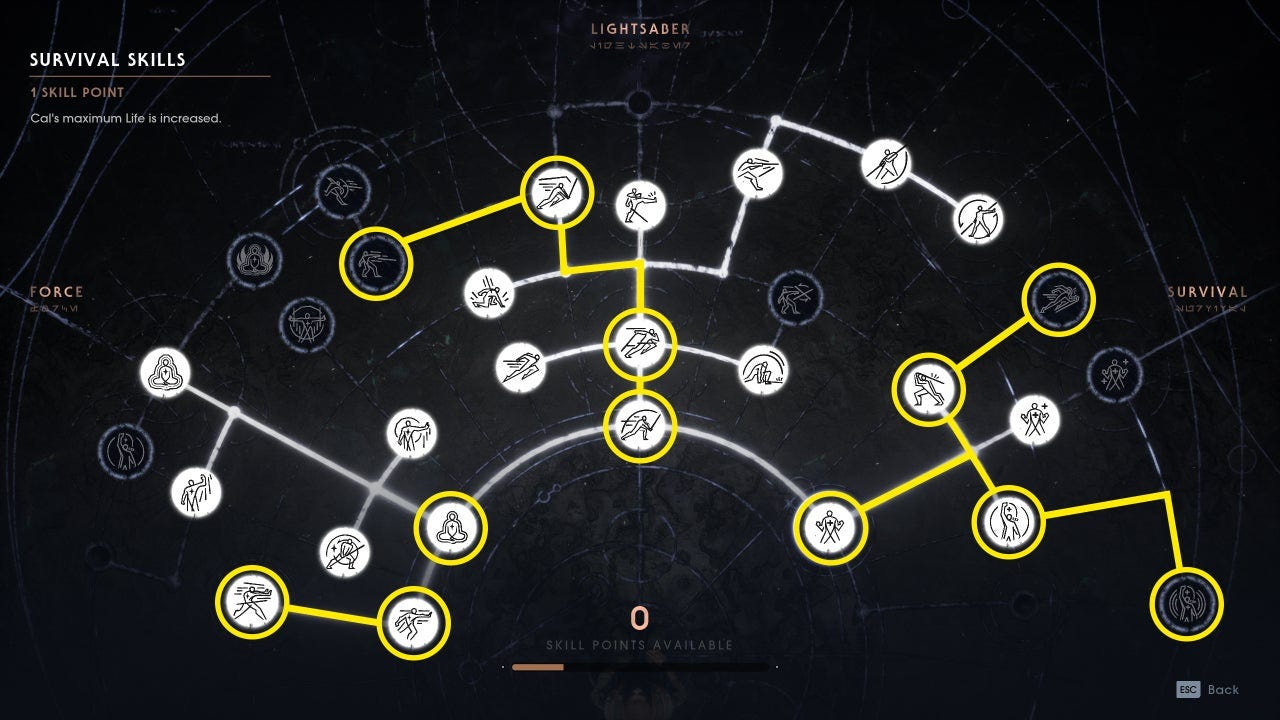 LIGHTSABER
SURVIVAL SKILLS
1 SKILL POINT
Cal's maximum Life is increased.
FORCE
SURVIVAL
0
SKILL POINTS AVAILABLE
ESC Back